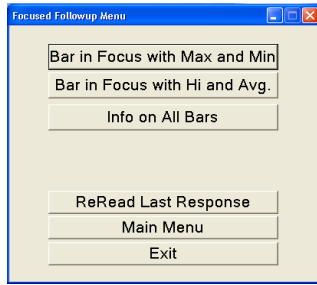 Focused Followup Menu
Bar in Focus with Max and Min
Bar in Focus with Hi and Avg.
Info on All Bars
ReRead Last Response
Main Menu
Exit